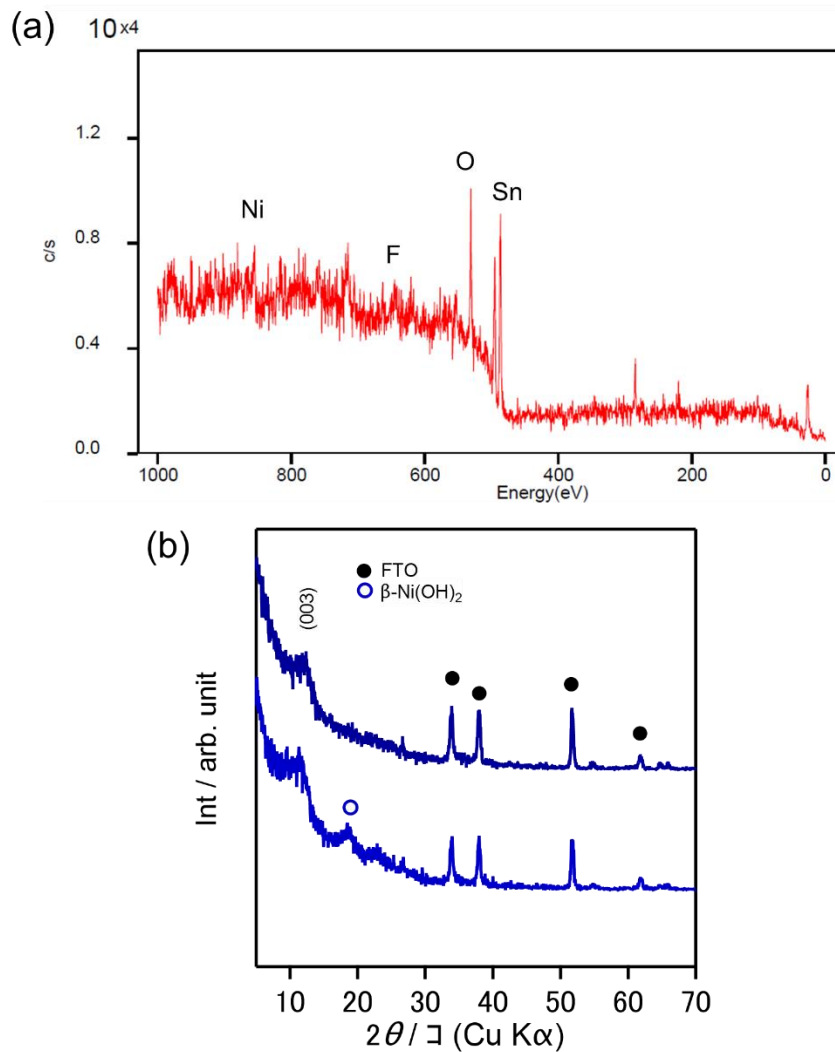 (a)
10x4
1.2
0.8
0.4
0.0
c/s
Ni
F
O
Sn
1000
800
600
400
200
0
Energy(eV)
(b)
● FTO
○ β-Ni(OH)₂
(003)
Int / arb. unit
10
20
30
40
50
60
70
2θ / コ (Cu Kα)